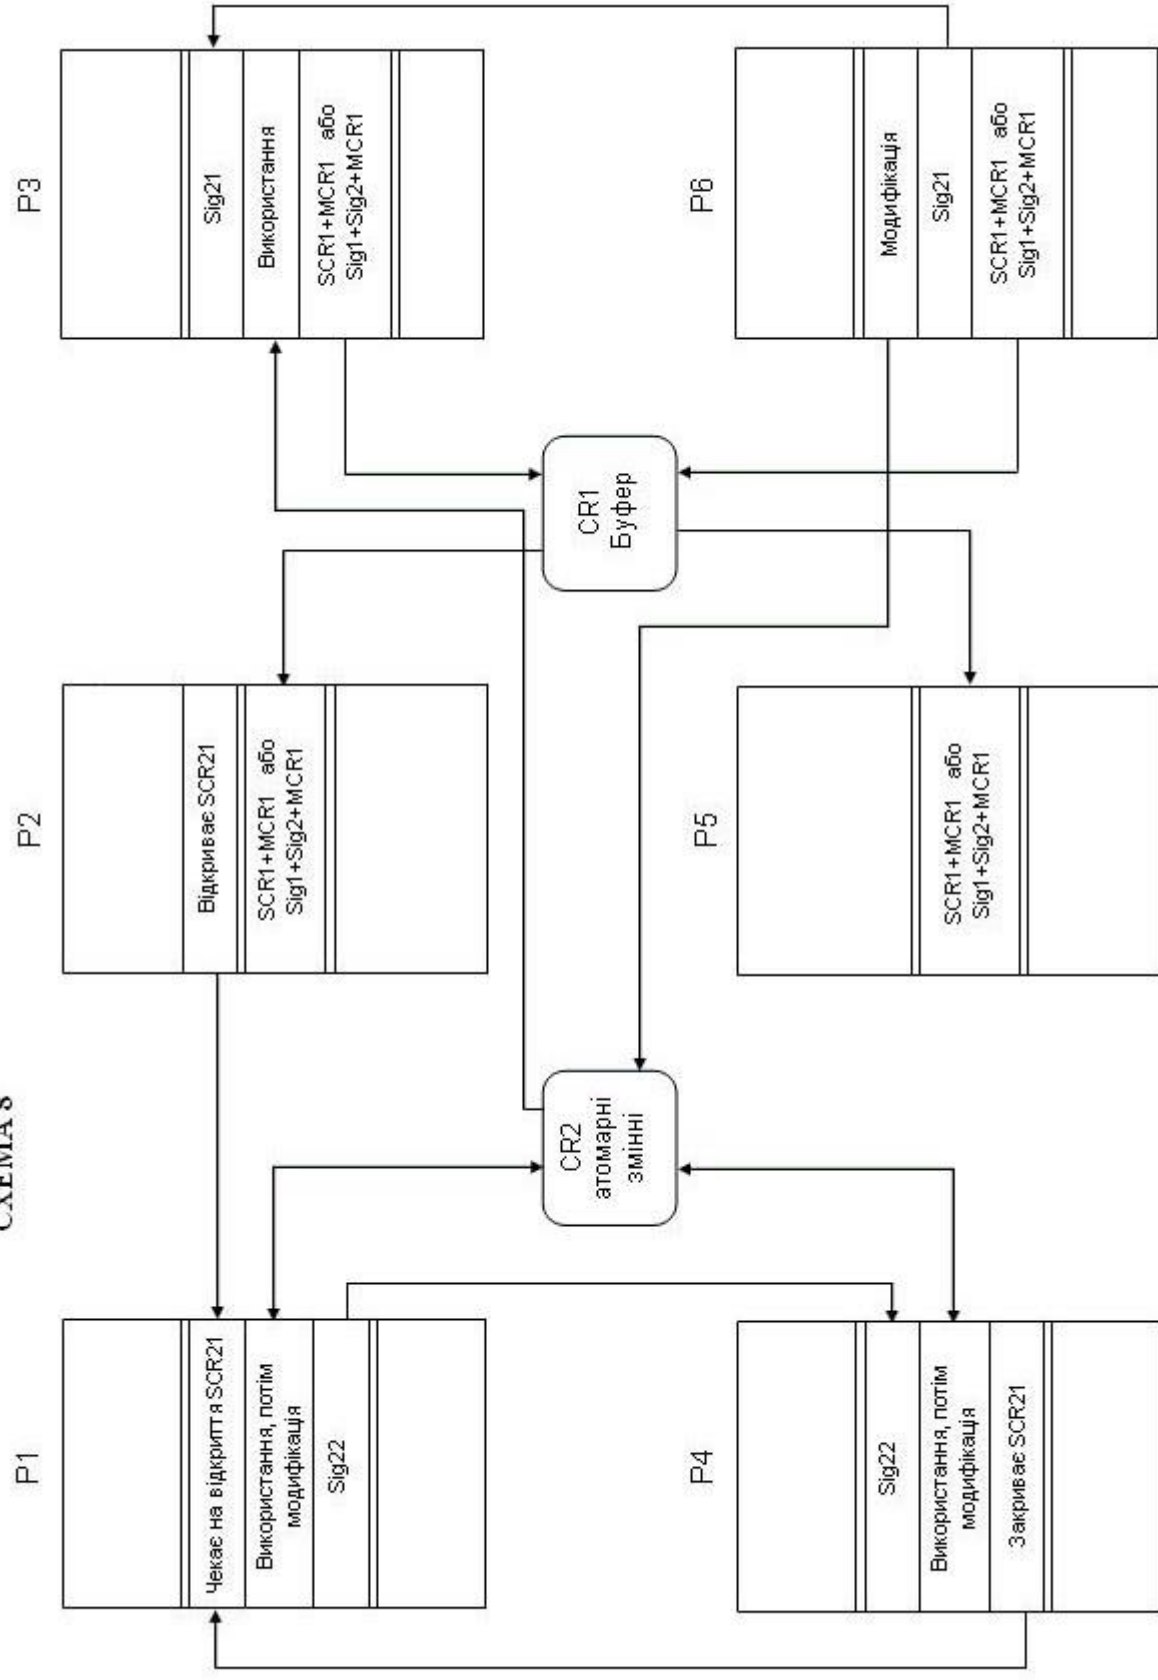 СХЕМА 8
P1
Чекає на відкриття SCR21
Використання, потім
модифікація
Sig22
P2
Відкриває SCR21
SCR1+MCR1 або
Sig1+Sig2+MCR1
P3
Sig21
Використання
SCR1+MCR1 або
Sig1+Sig2+MCR1
CR2
атомарні
змінні
CR1
Буфер
P4
Sig22
Використання, потім
модифікація
Закриває SCR21
P5
SCR1+MCR1 або
Sig1+Sig2+MCR1
P6
Модифікація
Sig21
SCR1+MCR1 або
Sig1+Sig2+MCR1